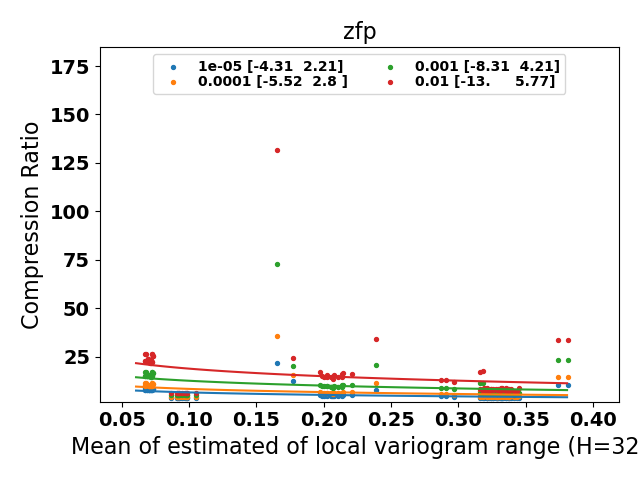 zfp
1e-05 [-4.31  2.21]
0.0001 [-5.52  2.8 ]
0.001 [-8.31  4.21]
0.01 [-13.     5.77]
Compression Ratio
175
150
125
100
75
50
25
0.05 0.10 0.15 0.20 0.25 0.30 0.35 0.40
Mean of estimated of local variogram range (H=32